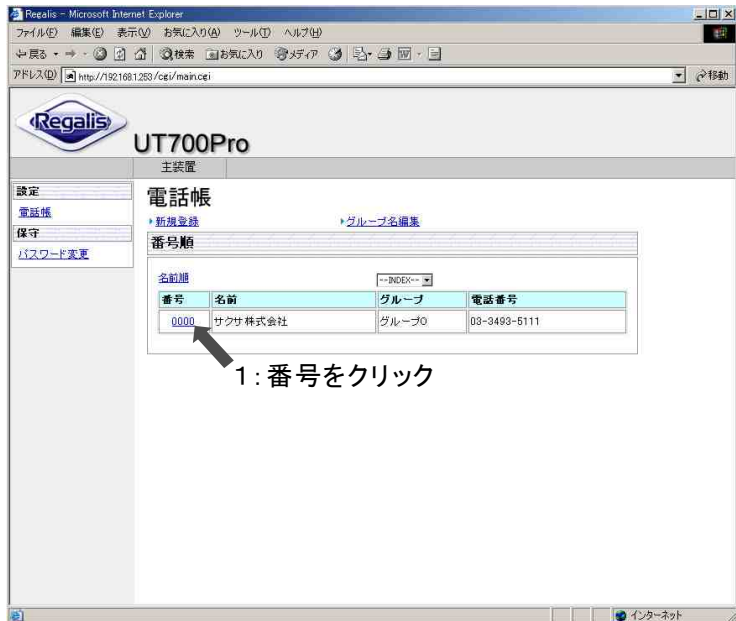 Regalis - Microsoft Internet Explorer
ファイル(F) 編集(E) 表示(V) お気に入り(A) ツール(T) ヘルプ(H)
戻る 検索 お気に入り メディア
アドレス(D) http://192.168.1.253/cgi/main.cgi 移動
Regalis
UT700Pro
主装置
設定
電話帳
保守
パスワード変更
電話帳
新規登録 グループ名編集
番号順
名前順 --INDEX--
番号 名前 グループ 電話番号
0000 サクサ株式会社 グループ0 03-3493-5111
1:番号をクリック
インターネット